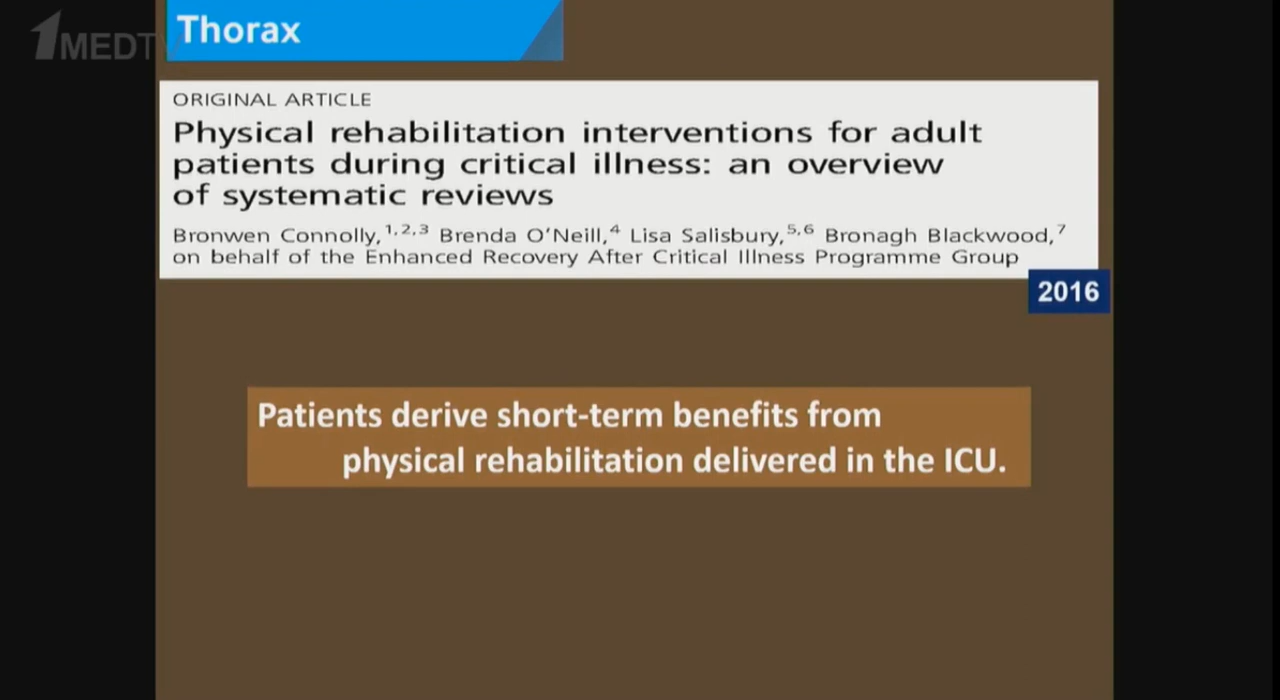 1MEDTV
Thorax
ORIGINAL ARTICLE
Physical rehabilitation interventions for adult
patients during critical illness: an overview
of systematic reviews
Bronwen Connolly,1,2,3 Brenda O'Neill,4 Lisa Salisbury,5,6 Bronagh Blackwood,7
on behalf of the Enhanced Recovery After Critical Illness Programme Group
2016
Patients derive short-term benefits from
physical rehabilitation delivered in the ICU.